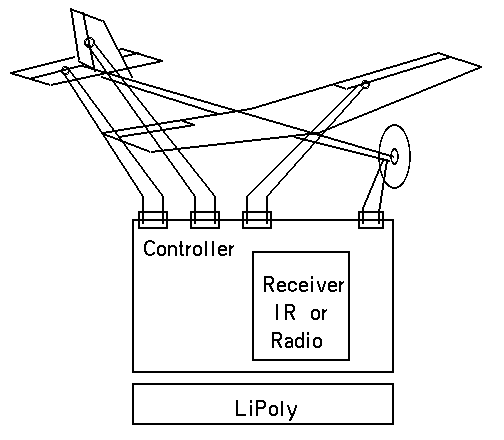 Controller
Receiver
IR or
Radio
LiPoly